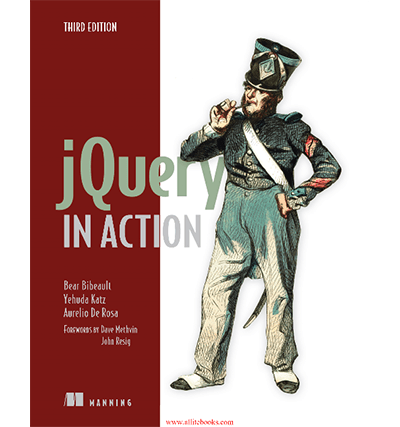 THIRD EDITION
jQuery
IN ACTION
Bear Bibeault
Yehuda Katz
Aurelio De Rosa
FOREWORDS BY Dave Methvin
John Resig
MANNING
www.allitebooks.com